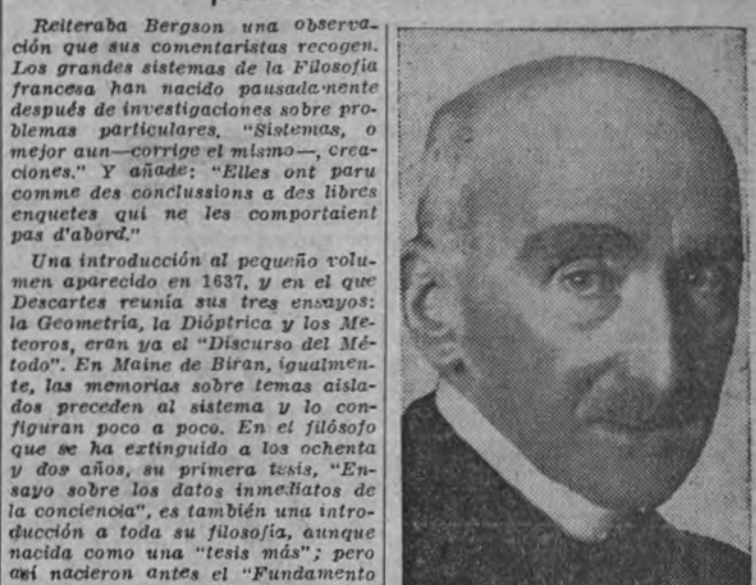 Reiteraba Bergson una observa-
ción que sus comentaristas recogen.
Los grandes sistemas de la Filosofía
francesa han nacido pausadamente
después de investigaciones sobre pro-
blemas particulares. "Sistemas, o
mejor aun—corrige el mismo—, crea-
ciones." Y añade: "Elles ont paru
comme des conclussions a des libres
enquetes qui ne les comportaient
pas d'abord."
Una introducción al pequeño volu-
men aparecido en 1637, y en el que
Descartes reunía sus tres ensayos:
la Geometría, la Dióptrica y los Me-
teoros, eran ya el "Discurso del Mé-
todo". En Maine de Biran, igualmen-
te, las memorias sobre temas aisla-
dos preceden al sistema y lo con-
figuran poco a poco. En el filósofo
que se ha extinguido a los ochenta
y dos años, su primera tesis, "En-
sayo sobre los datos inmediatos de
la conciencia", es también una intro-
ducción a toda su filosofía, aunque
nacida como una "tesis más"; pero
así nacieron antes el "Fundamento